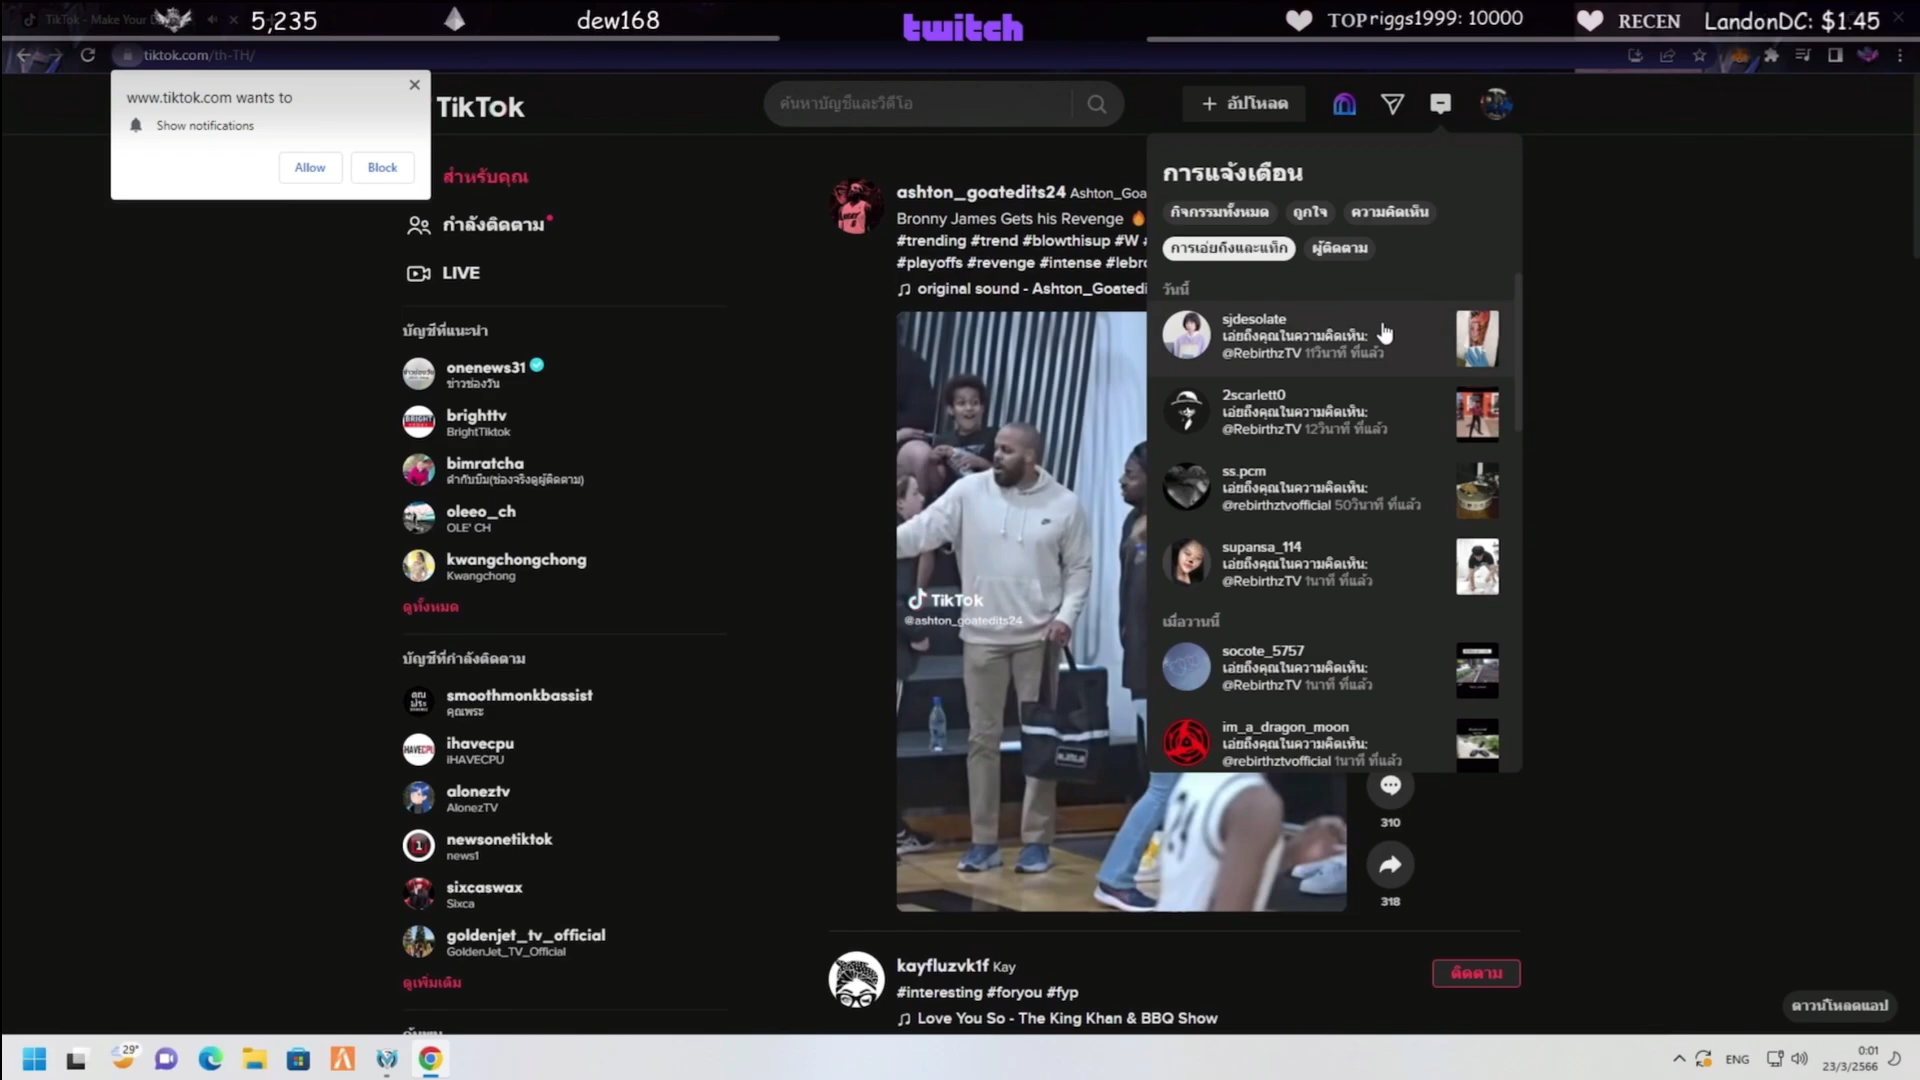 TikTok - Make Your D
5,235
dew168
twitch
TOP riggs1999: 10000
RECEN LandonDC: $1.45
tiktok.com/th-TH/
www.tiktok.com wants to
Show notifications
Allow
Block
TikTok
ค้นหาบัญชีและวิดีโอ
+ อัปโหลด
สำหรับคุณ
กำลังติดตาม
LIVE
บัญชีที่แนะนำ
onenews31
ข่าวช่องวัน
brighttv
BrightTiktok
bimratcha
ตำกับบิม(ช่องจริงดูผู้ติดตาม)
oleeo_ch
OLE' CH
kwangchongchong
Kwangchong
ดูทั้งหมด
บัญชีที่กำลังติดตาม
smoothmonkbassist
คุณพระ
ihavecpu
IHAVECPU
aloneztv
AlonezTV
newsonetiktok
news1
sixcaswax
Sixca
goldenjet_tv_official
GoldenJet_TV_Official
ดูเพิ่มเติม
ashton_goatedits24 Ashton_Goa
Bronny James Gets his Revenge
#trending #trend #blowthisup #W
#playoffs #revenge #intense #lebro
original sound - Ashton_Goatedi
TikTok
@ashton_goatedits24
การแจ้งเตือน
กิจกรรมทั้งหมด ถูกใจ ความคิดเห็น
การเอ่ยถึงและแท็ก ผู้ติดตาม
วันนี้
sjdesolate
เอ่ยถึงคุณในความคิดเห็น:
@RebirthzTV 11วินาที ที่แล้ว
2scarlett0
เอ่ยถึงคุณในความคิดเห็น:
@RebirthzTV 12วินาที ที่แล้ว
ss.pcm
เอ่ยถึงคุณในความคิดเห็น:
@rebirthztvofficial 50วินาที ที่แล้ว
supansa_114
เอ่ยถึงคุณในความคิดเห็น:
@RebirthzTV 1นาที ที่แล้ว
เมื่อวานนี้
socote_5757
เอ่ยถึงคุณในความคิดเห็น:
@RebirthzTV 1นาที ที่แล้ว
im_a_dragon_moon
เอ่ยถึงคุณในความคิดเห็น:
@rebirthztvofficial 1นาที ที่แล้ว
310
318
kayfluzvk1f Kay
#interesting #foryou #fyp
Love You So - The King Khan & BBQ Show
ติดตาม
ดาวน์โหลดแอป
29°
ENG
0:01
23/3/2566